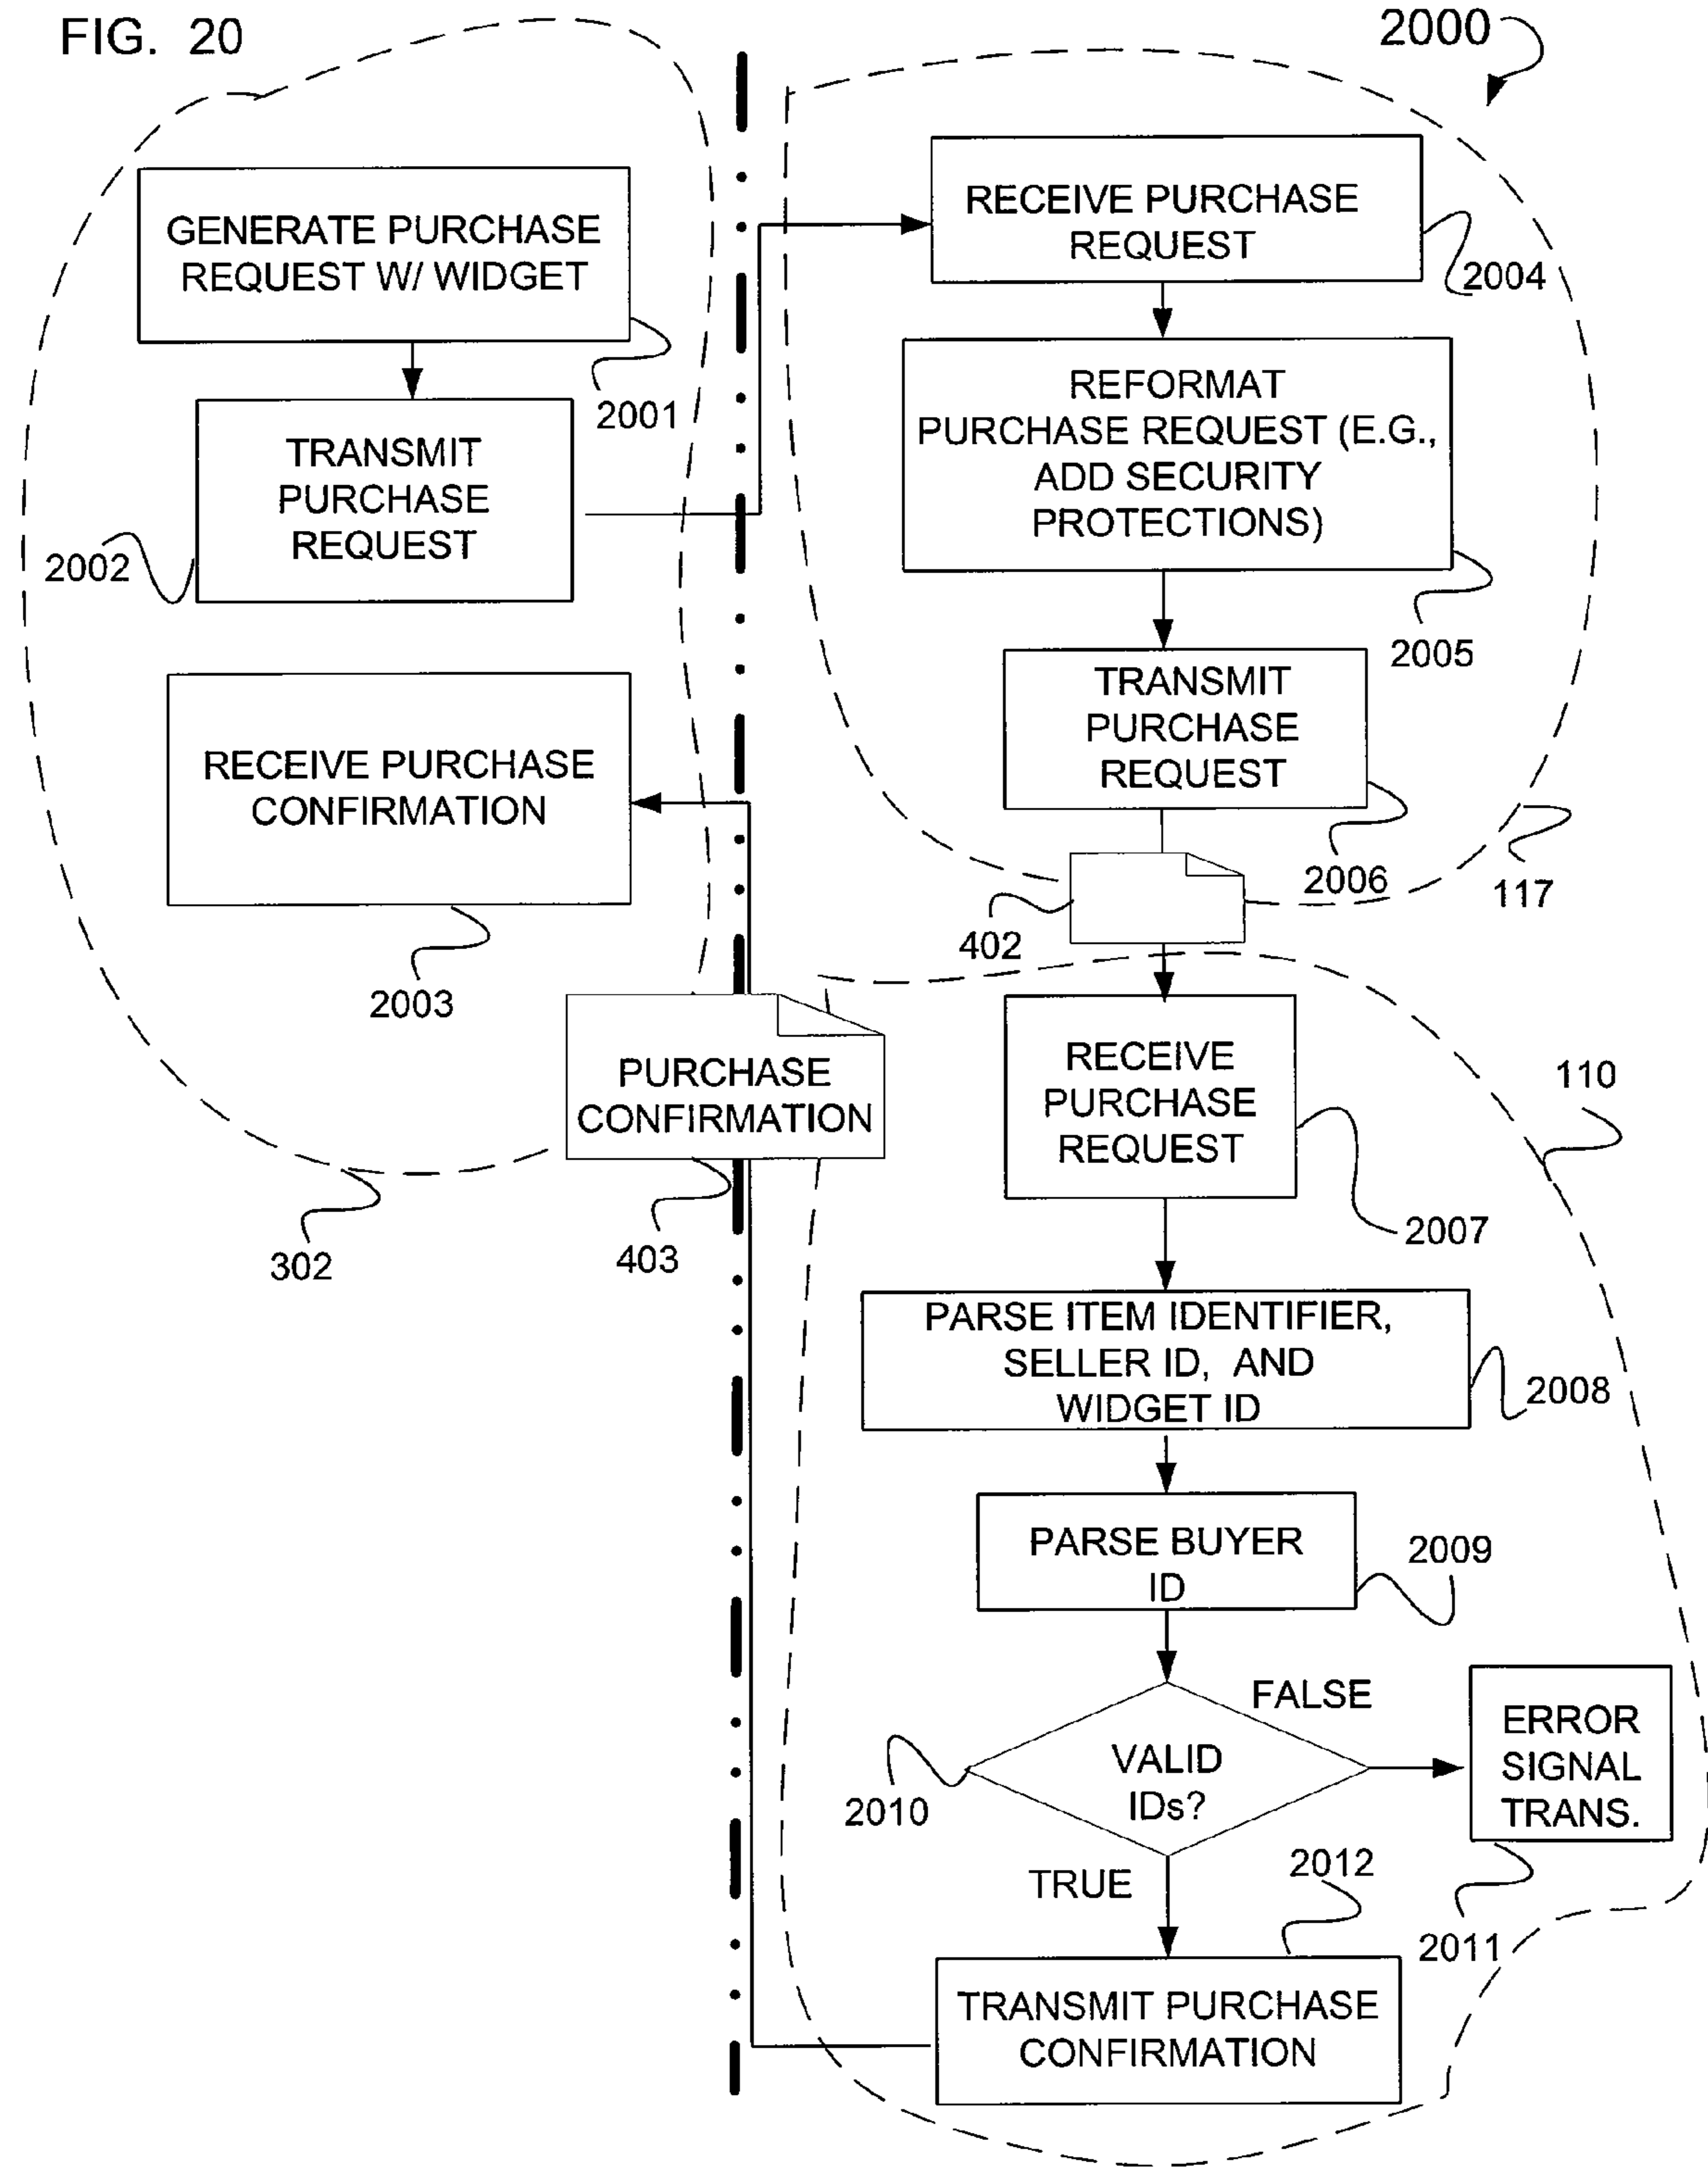 FIG. 20
2000
GENERATE PURCHASE
REQUEST W/ WIDGET
2001
TRANSMIT
PURCHASE
REQUEST
2002
RECEIVE PURCHASE
CONFIRMATION
2003
302
RECEIVE PURCHASE
REQUEST
2004
REFORMAT
PURCHASE REQUEST (E.G.,
ADD SECURITY
PROTECTIONS)
2005
TRANSMIT
PURCHASE
REQUEST
2006
117
402
PURCHASE
CONFIRMATION
403
RECEIVE
PURCHASE
REQUEST
110
2007
PARSE ITEM IDENTIFIER,
SELLER ID, AND
WIDGET ID
2008
PARSE BUYER
ID
2009
VALID
IDs?
2010
FALSE
ERROR
SIGNAL
TRANS.
2011
TRUE
2012
TRANSMIT PURCHASE
CONFIRMATION